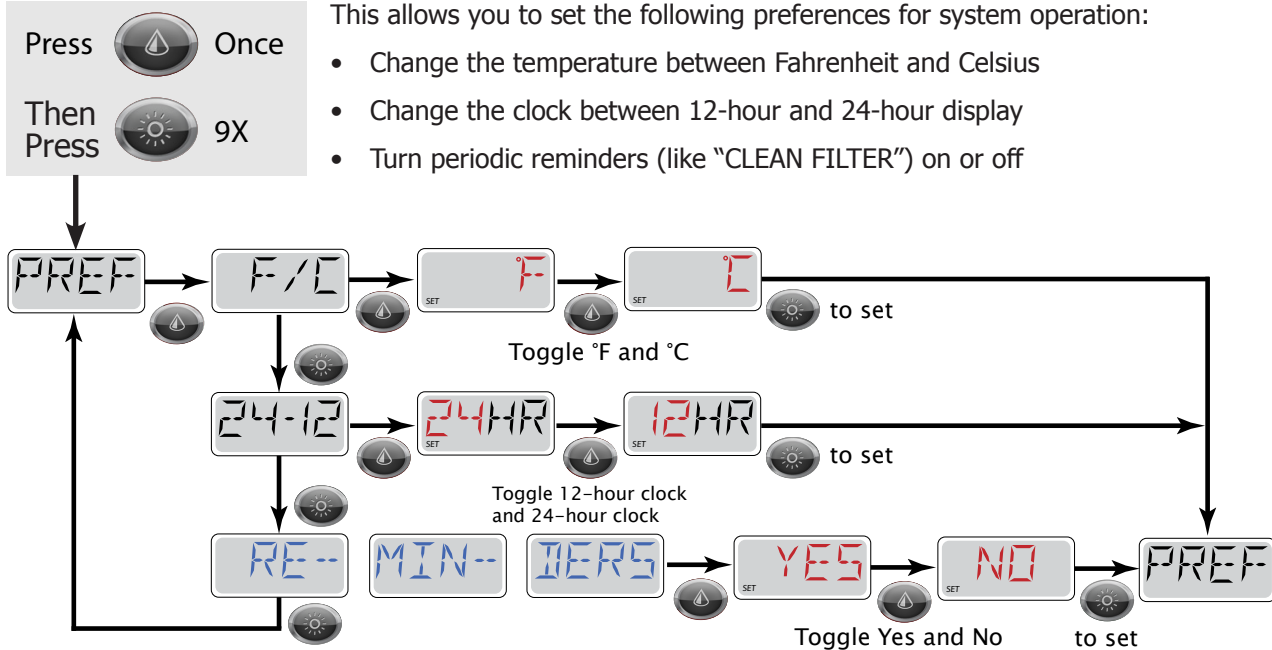 This allows you to set the following preferences for system operation:
Press Once
• Change the temperature between Fahrenheit and Celsius
Then
Press 9X
• Change the clock between 12-hour and 24-hour display
• Turn periodic reminders (like “CLEAN FILTER”) on or off
PREF F/C SET °F SET °C
to set
Toggle °F and °C
24-12 SET 24HR SET 12HR
to set
Toggle 12-hour clock
and 24-hour clock
RE- MIN- DERS SET YES SET NO PREF
Toggle Yes and No to set